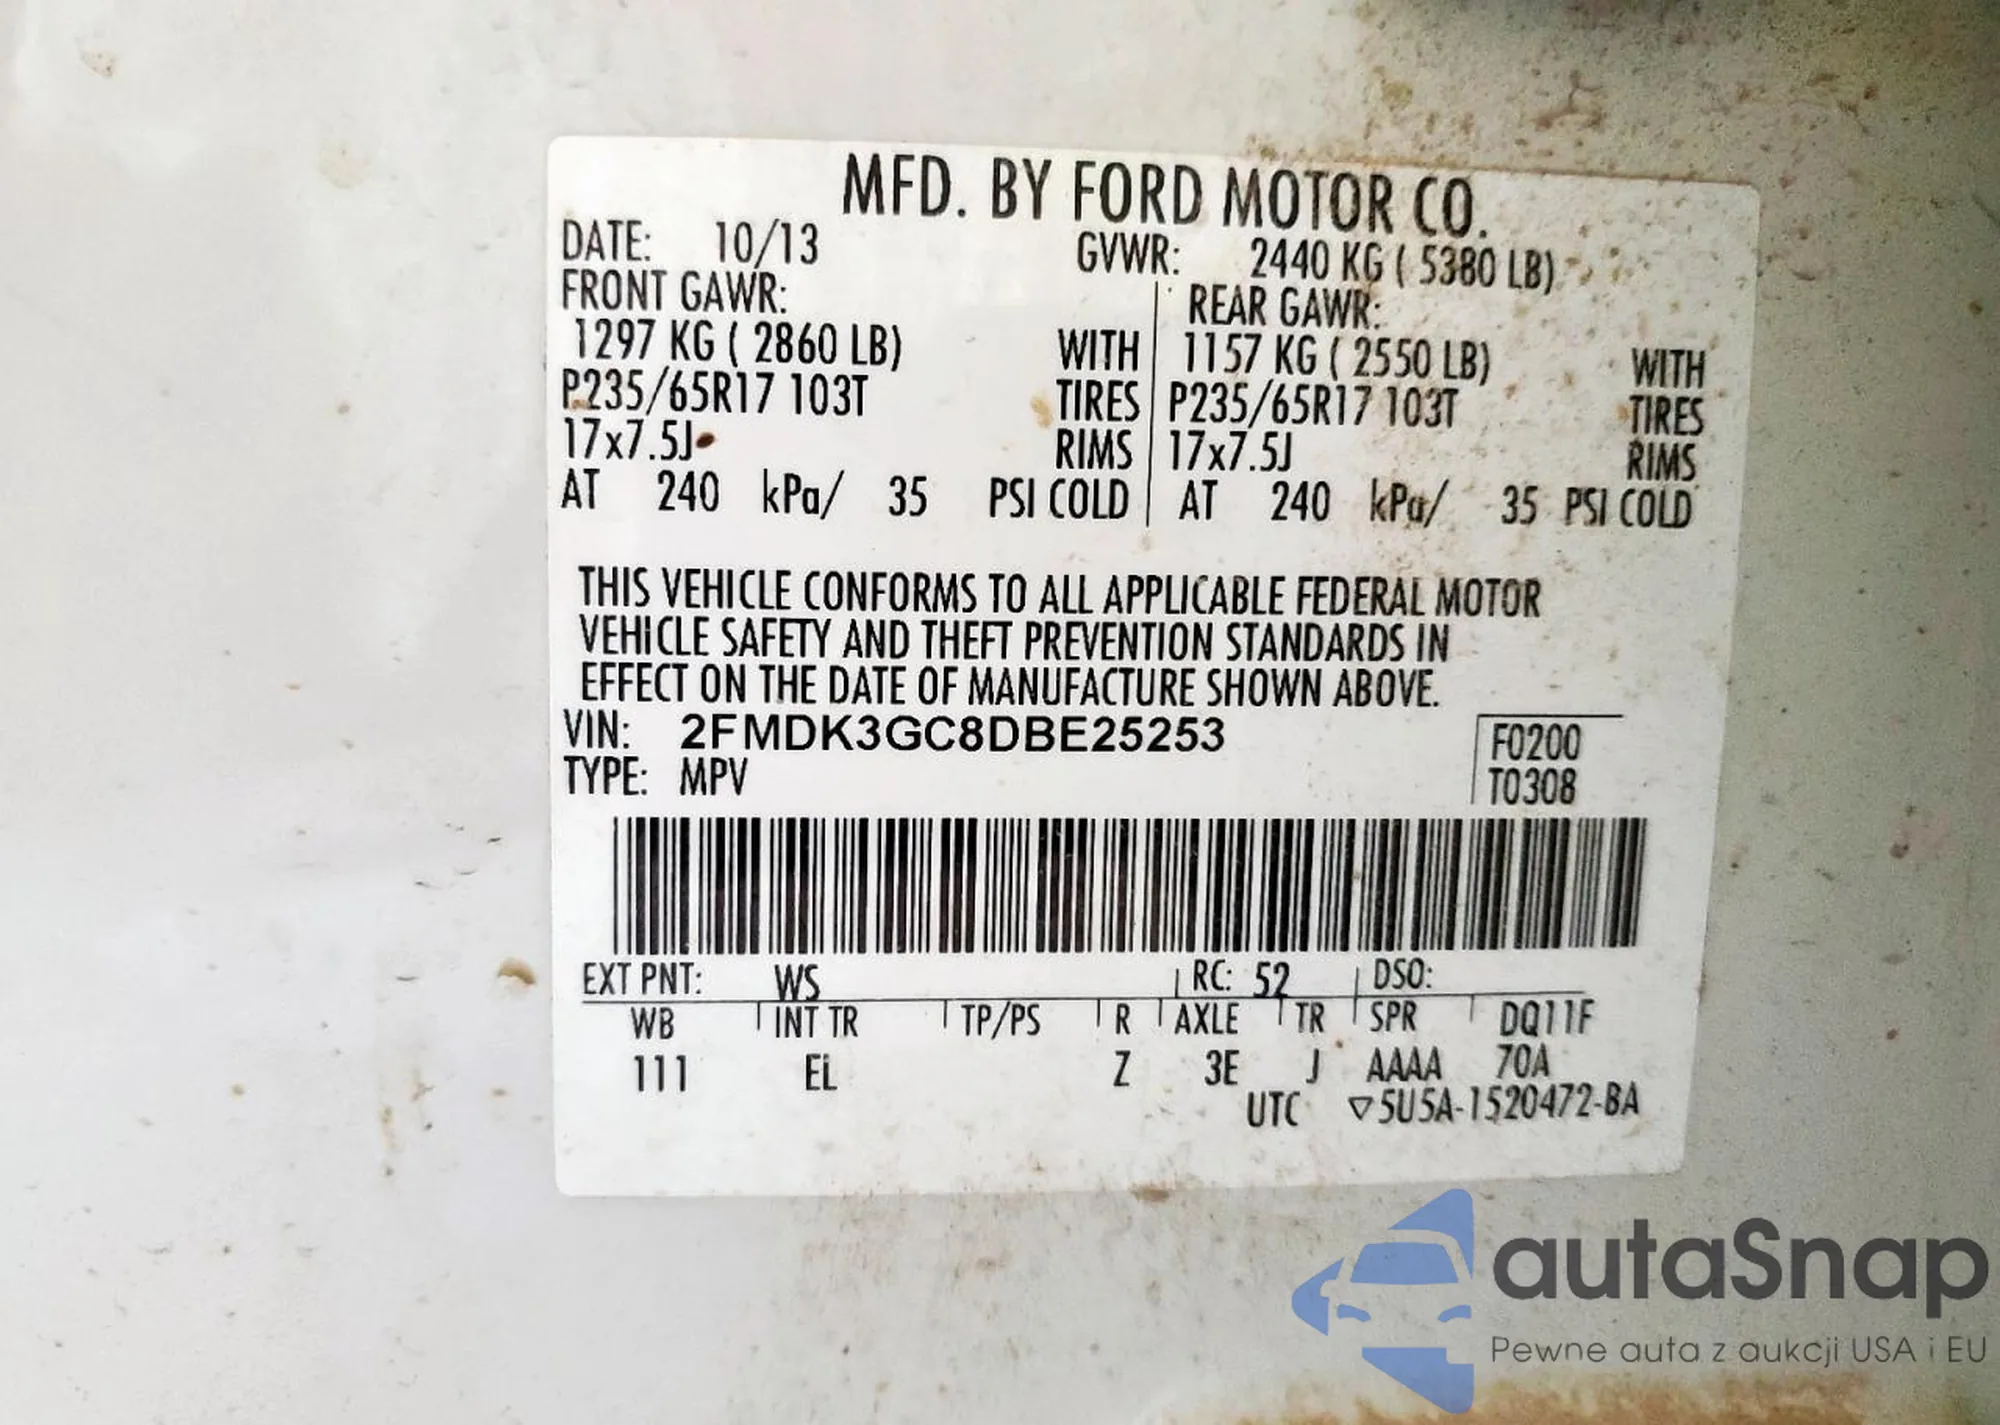 MFD. BY FORD MOTOR CO.
DATE: 10/13 GVWR: 2440 KG ( 5380 LB)
FRONT GAWR: REAR GAWR:
1297 KG ( 2860 LB) WITH 1157 KG ( 2550 LB) WITH
P235/65R17 103T TIRES P235/65R17 103T TIRES
17x7.5J RIMS 17x7.5J RIMS
AT 240 kPa/ 35 PSI COLD AT 240 kPa/ 35 PSI COLD
THIS VEHICLE CONFORMS TO ALL APPLICABLE FEDERAL MOTOR
VEHICLE SAFETY AND THEFT PREVENTION STANDARDS IN
EFFECT ON THE DATE OF MANUFACTURE SHOWN ABOVE.
VIN: 2FMDK3GC8DBE25253 F0200
TYPE: MPV T0308
EXT PNT: WS RC: 52 DSO:
WB INT TR TP/PS R AXLE TR SPR DQ11F
111 EL Z 3E J AAAA 70A
UTC ▽5U5A-1520472-BA
autaSnap
Pewne auta z aukcji USA i EU